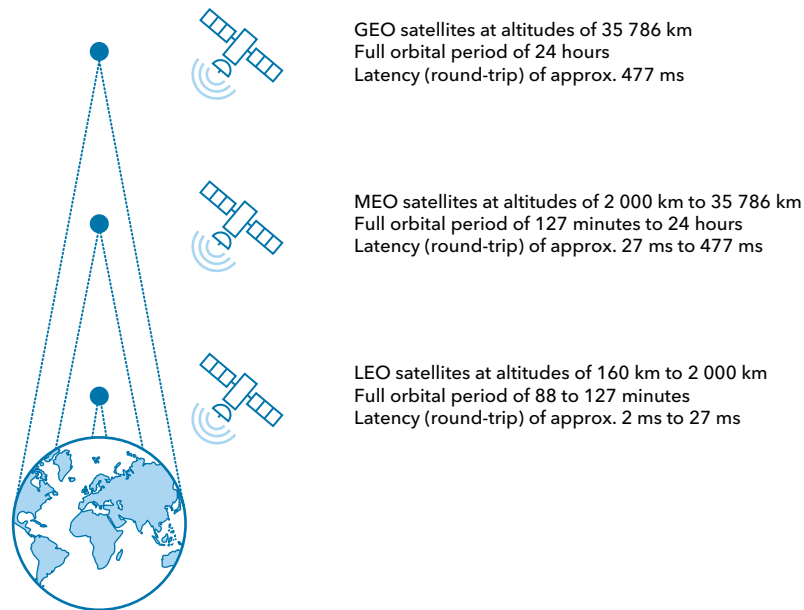 GEO satellites at altitudes of 35 786 km
Full orbital period of 24 hours
Latency (round-trip) of approx. 477 ms
MEO satellites at altitudes of 2 000 km to 35 786 km
Full orbital period of 127 minutes to 24 hours
Latency (round-trip) of approx. 27 ms to 477 ms
LEO satellites at altitudes of 160 km to 2 000 km
Full orbital period of 88 to 127 minutes
Latency (round-trip) of approx. 2 ms to 27 ms